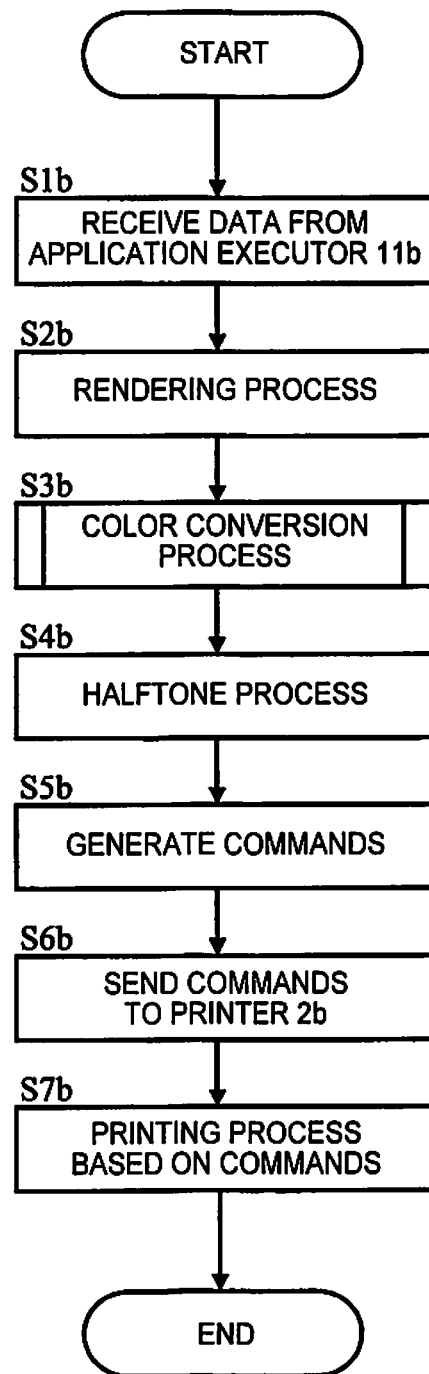 START
S1b
RECEIVE DATA FROM
APPLICATION EXECUTOR 11b
S2b
RENDERING PROCESS
S3b
COLOR CONVERSION
PROCESS
S4b
HALFTONE PROCESS
S5b
GENERATE COMMANDS
S6b
SEND COMMANDS
TO PRINTER 2b
S7b
PRINTING PROCESS
BASED ON COMMANDS
END